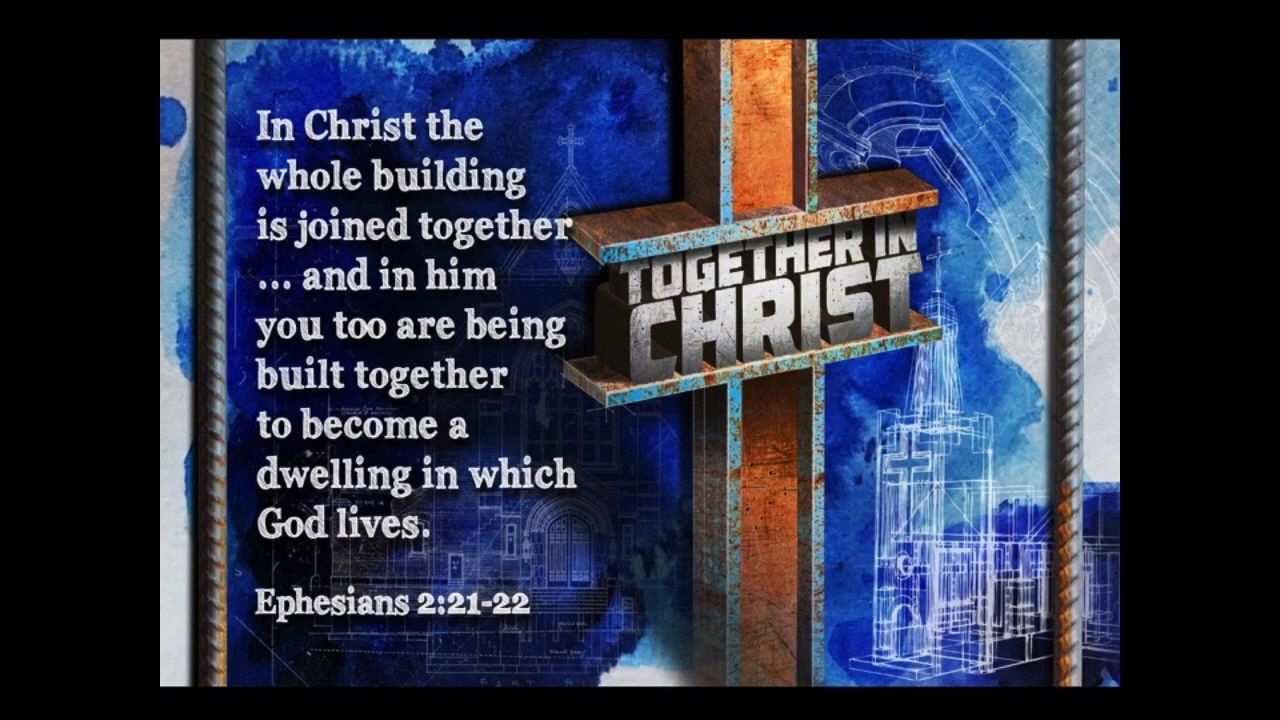 In Christ the
whole building
is joined together
... and in him
you too are being
built together
to become a
dwelling in which
God lives.
Ephesians 2:21-22
TOGETHER IN
CHRIST